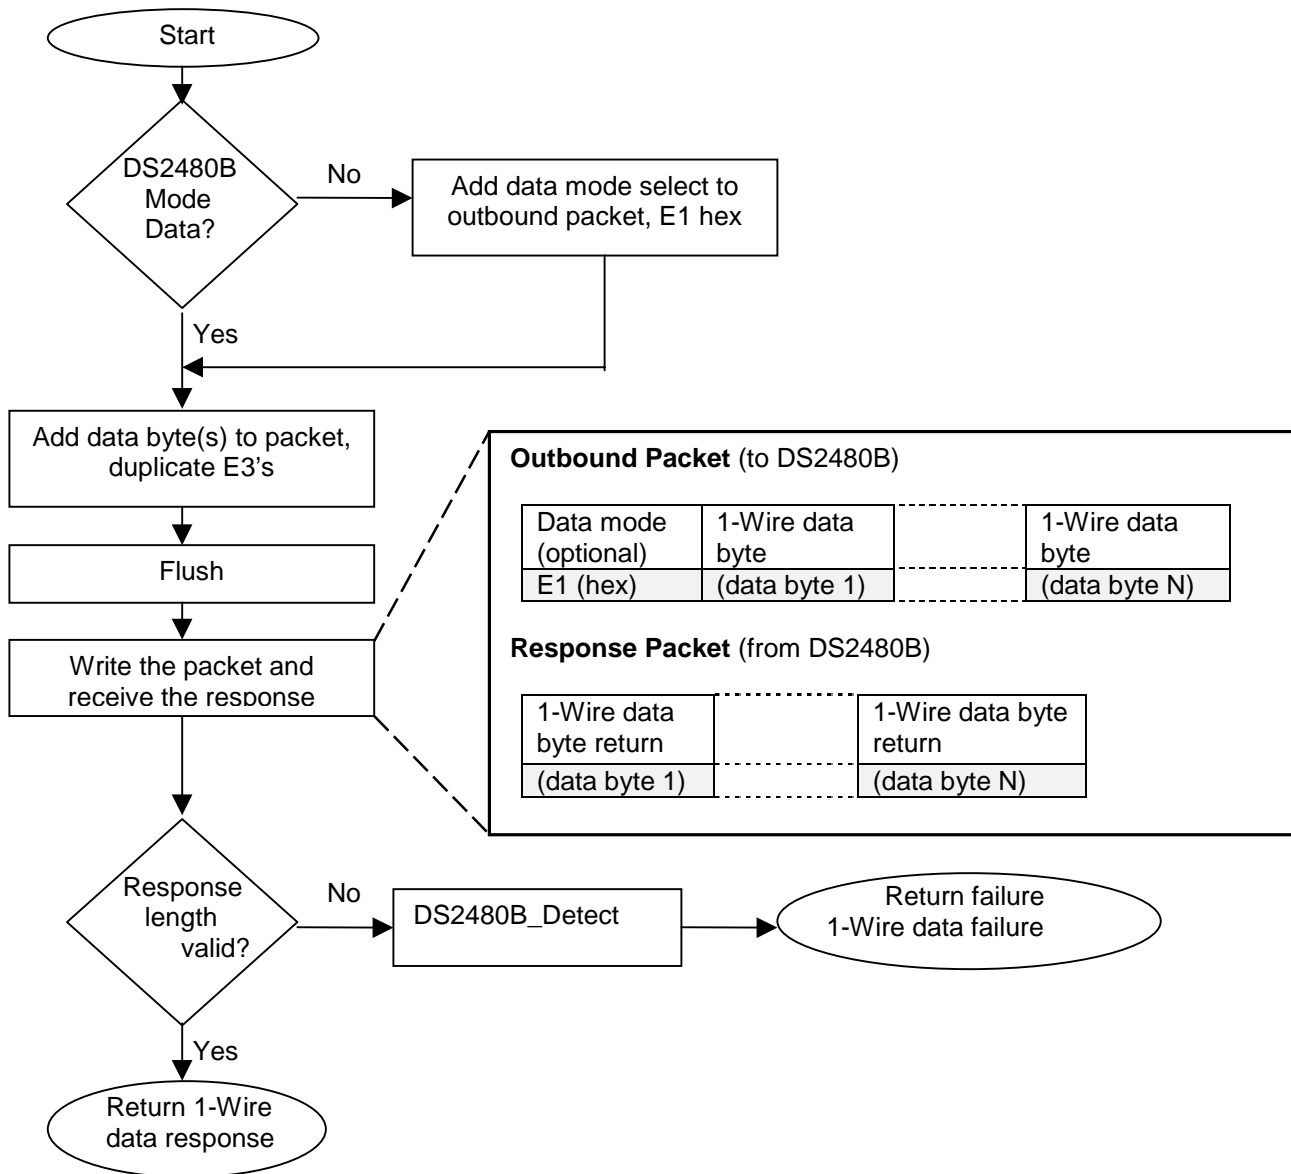 Start
DS2480B
Mode
Data?
No
Add data mode select to
outbound packet, E1 hex
Yes
Add data byte(s) to packet,
duplicate E3's
Flush
Write the packet and
receive the response
Outbound Packet (to DS2480B)
Data mode
(optional)
1-Wire data
byte
1-Wire data
byte
E1 (hex)
(data byte 1)
(data byte N)
Response Packet (from DS2480B)
1-Wire data
byte return
1-Wire data byte
return
(data byte 1)
(data byte N)
Response
length
valid?
No
DS2480B_Detect
Return failure
1-Wire data failure
Yes
Return 1-Wire
data response